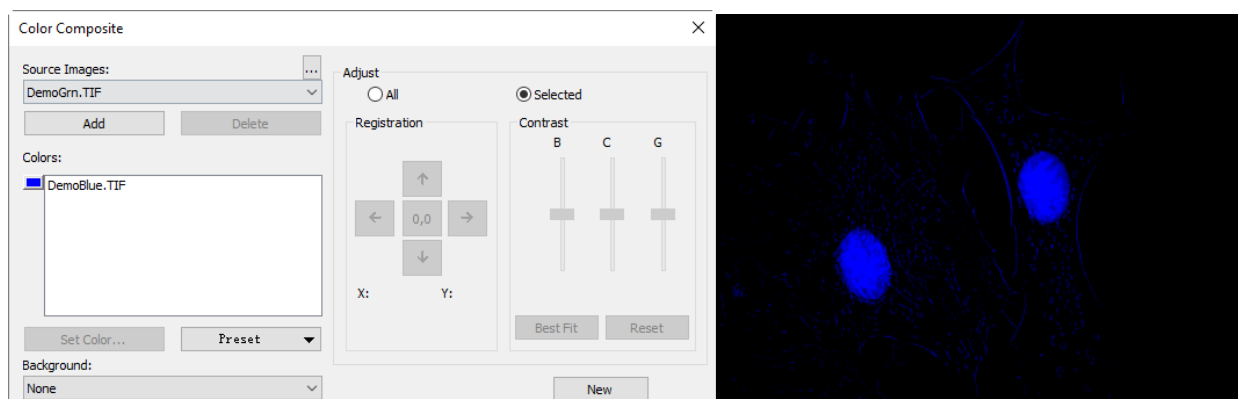 Color Composite
Source Images:
...
DemoGrn.TIF
Add
Delete
Colors:
DemoBlue.TIF
Set Color...
Preset
Background:
None
Adjust
All
Selected
Registration
0,0
X:
Y:
Contrast
B
C
G
Best Fit
Reset
New